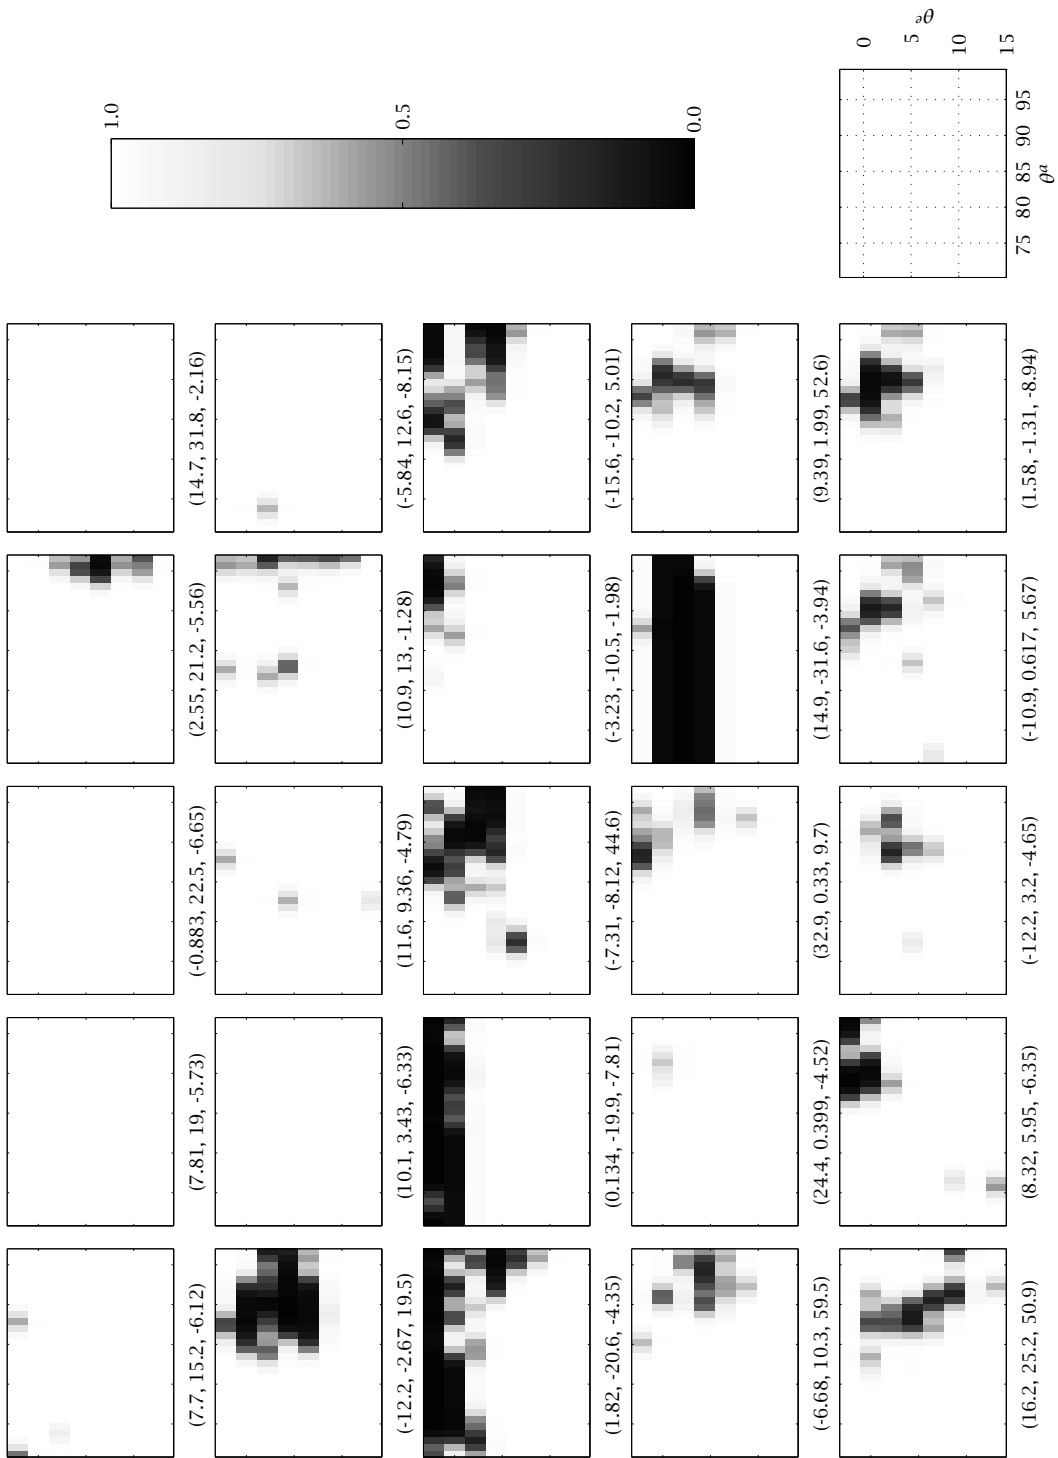 (7.7, 15.2, -6.12) (7.81, 19, -5.73) (-0.883, 22.5, -6.65) (2.55, 21.2, -5.56) (14.7, 31.8, -2.16)
(-12.2, -2.67, 19.5) (10.1, 3.43, -6.33) (11.6, 9.36, -4.79) (10.9, 13, -1.28) (-5.84, 12.6, -8.15)
(1.82, -20.6, -4.35) (0.134, -19.9, -7.81) (-7.31, -8.12, 44.6) (-3.23, -10.5, -1.98) (-15.6, -10.2, 5.01)
(-6.68, 10.3, 59.5) (24.4, 0.399, -4.52) (32.9, 0.33, 9.7) (14.9, -31.6, -3.94) (9.39, 1.99, 52.6)
(16.2, 25.2, 50.9) (8.32, 5.95, -6.35) (-12.2, 3.2, -4.65) (-10.9, 0.617, 5.67) (1.58, -1.31, -8.94)
1.0
0.5
0.0
0
5
10
15
θᵉ
75 80 85 90 95
θᵃ